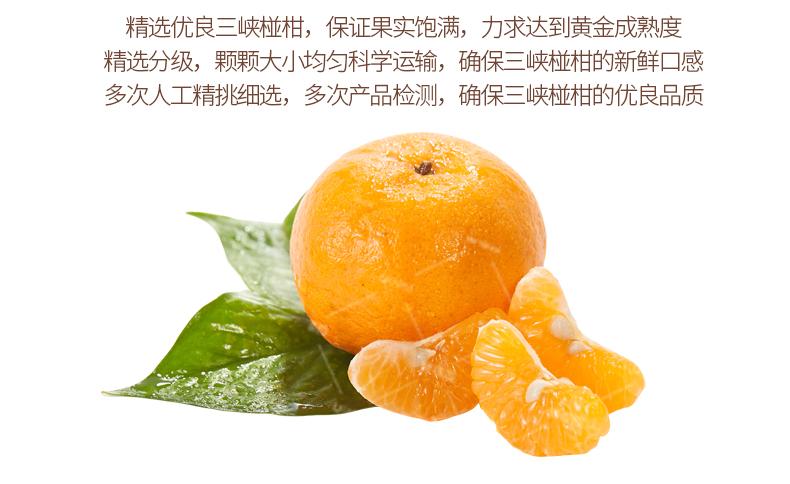 精选优良三峡椪柑，保证果实饱满，力求达到黄金成熟度
精选分级，颗颗大小均匀科学运输，确保三峡椪柑的新鲜口感
多次人工精挑细选，多次产品检测，确保三峡椪柑的优良品质